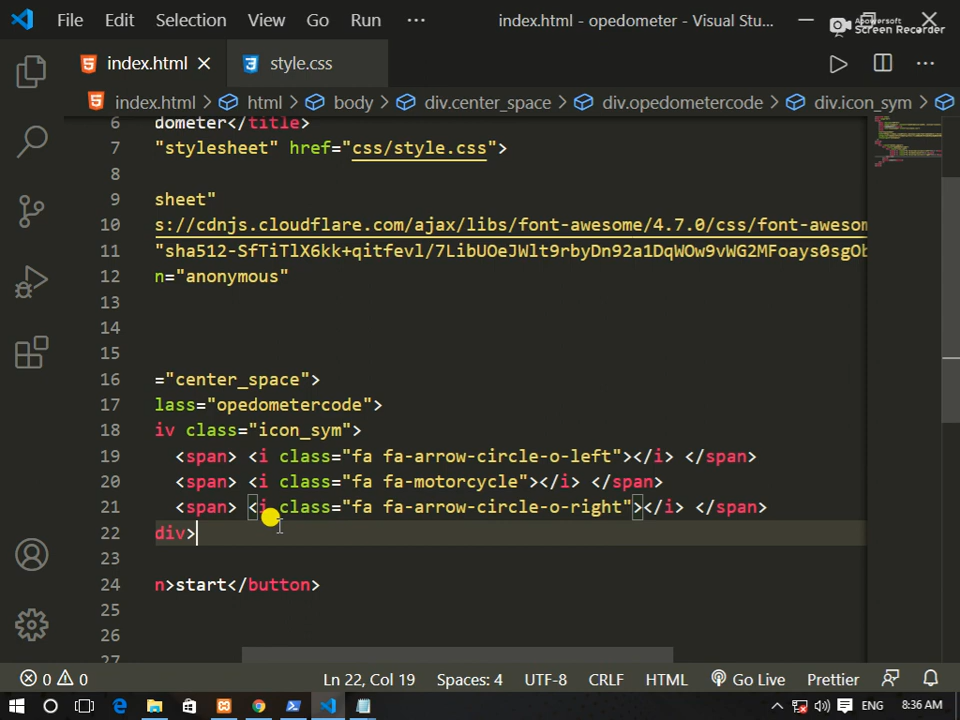 File Edit Selection View Go Run ··· index.html - opedometer - Visual Stu...
Apowersoft
Screen Recorder
index.html style.css
index.html > html > body > div.center_space > div.opedometercode > div.icon_sym >
6 dometer</title>
7 "stylesheet" href="css/style.css">
8
9 sheet"
10 s://cdnjs.cloudflare.com/ajax/libs/font-awesome/4.7.0/css/font-awesom
11 "sha512-SfTiTlX6kk+qitfevl/7LibUOeJWlt9rbyDn92a1DqWOw9vWG2MFoays0sgOb
12 n="anonymous"
13
14
15
16 ="center_space">
17 lass="opedometercode">
18 iv class="icon_sym">
19 <span> <i class="fa fa-arrow-circle-o-left"></i> </span>
20 <span> <i class="fa fa-motorcycle"></i> </span>
21 <span> <i class="fa fa-arrow-circle-o-right"></i> </span>
22 div>
23
24 n>start</button>
25
26
27
0 0 Ln 22, Col 19 Spaces: 4 UTF-8 CRLF HTML Go Live Prettier
ENG 8:36 AM